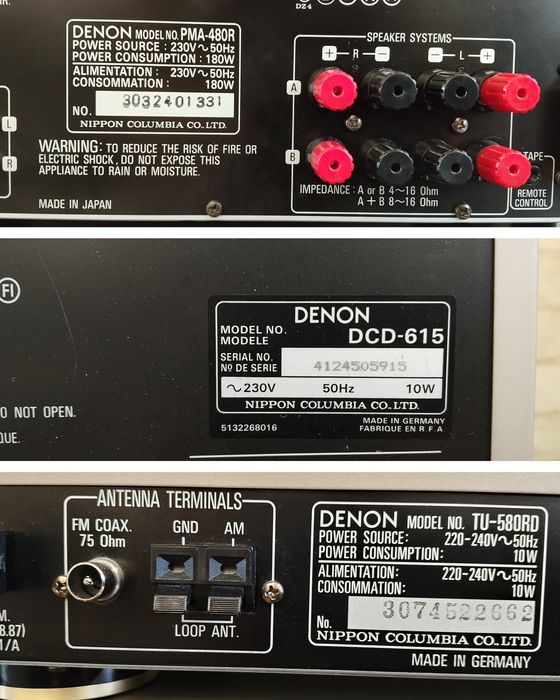 DZ4
DENON MODEL NO. PMA-480R
POWER SOURCE : 230V～50Hz
POWER CONSUMPTION : 180W
ALIMENTATION : 230V～50Hz
CONSOMMATION : 180W
NO. 3032401331
NIPPON COLUMBIA CO.LTD.
WARNING: TO REDUCE THE RISK OF FIRE OR
ELECTRIC SHOCK, DO NOT EXPOSE THIS
APPLIANCE TO RAIN OR MOISTURE.
MADE IN JAPAN
L
R
SPEAKER SYSTEMS
+ R −
− L +
A
B
IMPEDANCE : A or B 4～16 Ohm
A + B 8～16 Ohm
TAPE
REMOTE
CONTROL
FI
O NOT OPEN.
QUE.
DENON
MODEL NO.
MODELE
DCD-615
SERIAL NO.
No DE SERIE
4124505915
～230V 50Hz 10W
NIPPON COLUMBIA CO.,LTD.
5132268016
MADE IN GERMANY
FABRIQUE EN R.F.A.
ANTENNA TERMINALS
FM COAX.
75 Ohm
GND AM
LOOP ANT.
M.
8.87)
1/A
DENON MODEL NO. TU-580RD
POWER SOURCE: 220-240V～50Hz
POWER CONSUMPTION: 10W
ALIMENTATION: 220-240V～50Hz
CONSOMMATION: 10W
No. 3074522662
NIPPON COLUMBIA CO.LTD.
MADE IN GERMANY